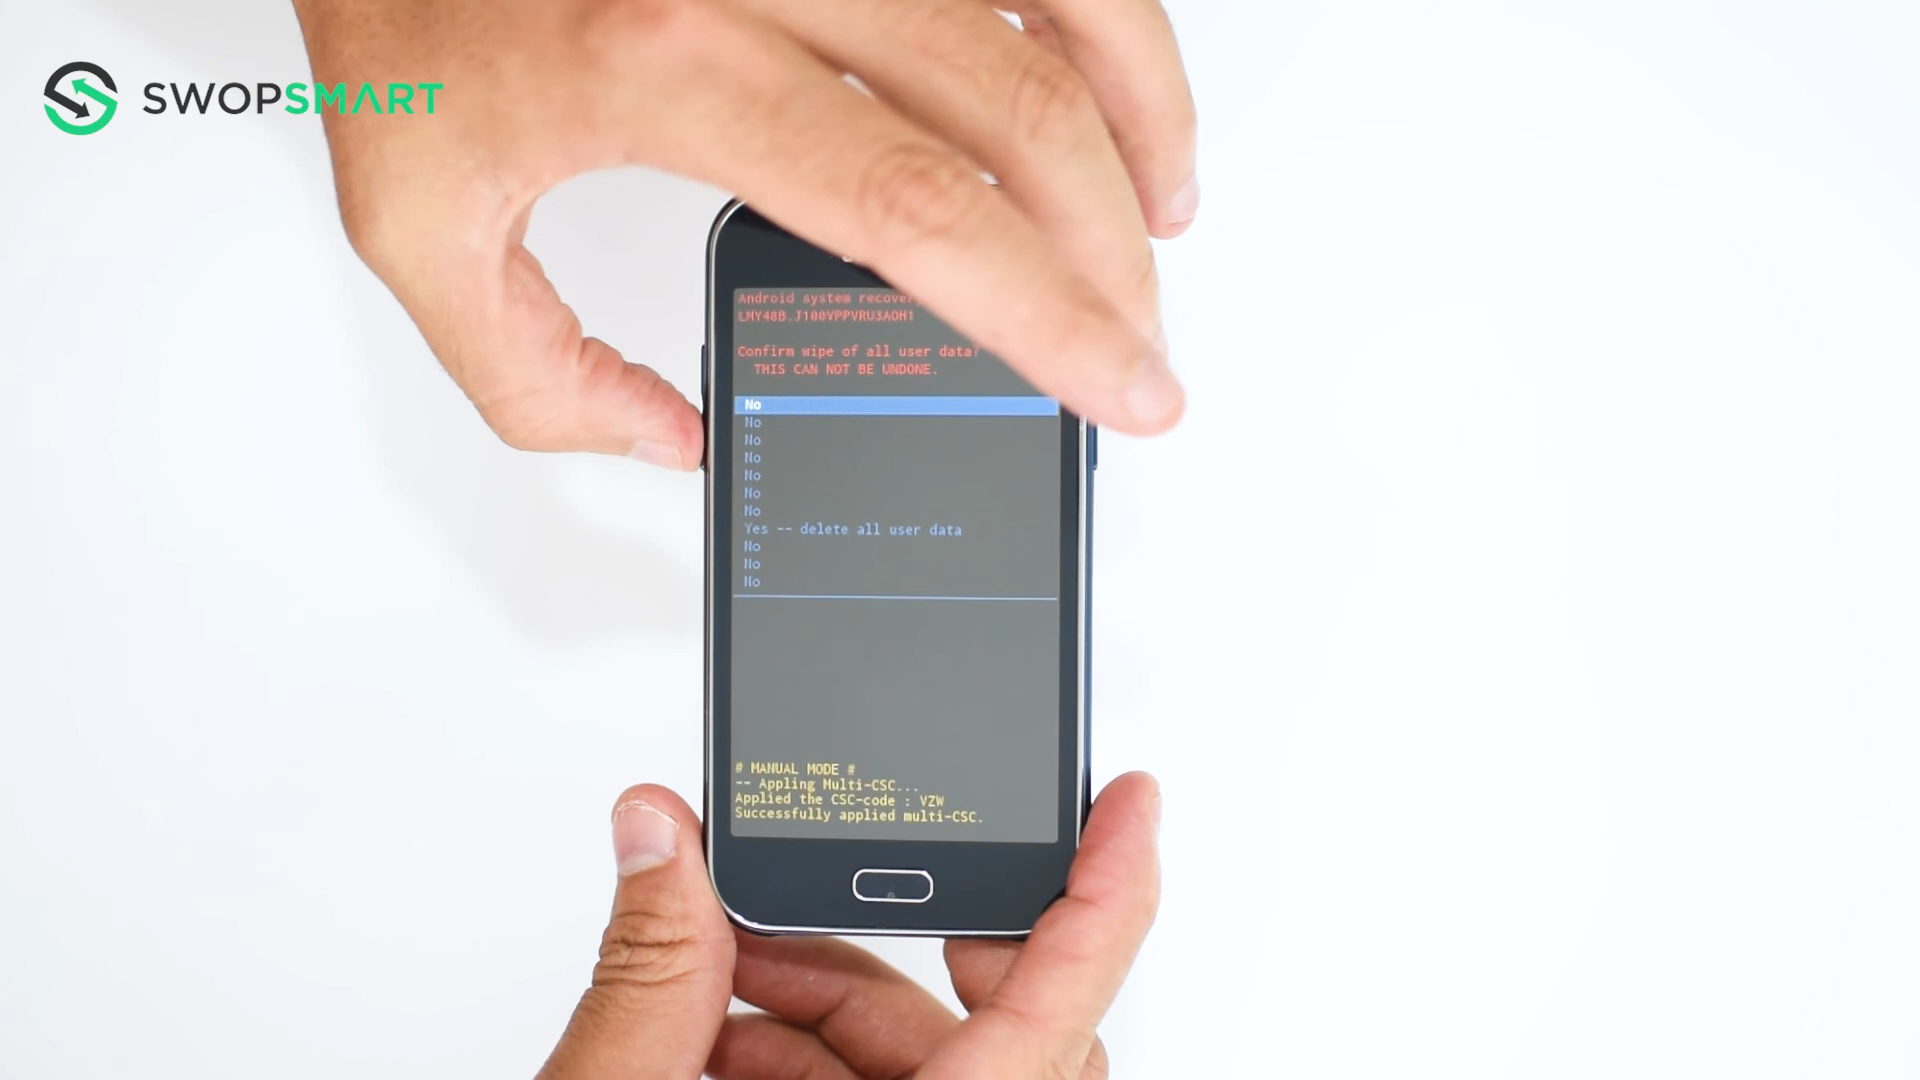 SWOPSMART
Android system recovery
LMY48B.J100VPPVRU3AOH1
Confirm wipe of all user data?
THIS CAN NOT BE UNDONE.
No
No
No
No
No
No
No
Yes -- delete all user data
No
No
No
# MANUAL MODE #
-- Appling Multi-CSC...
Applied the CSC-code : VZW
Successfully applied multi-CSC.